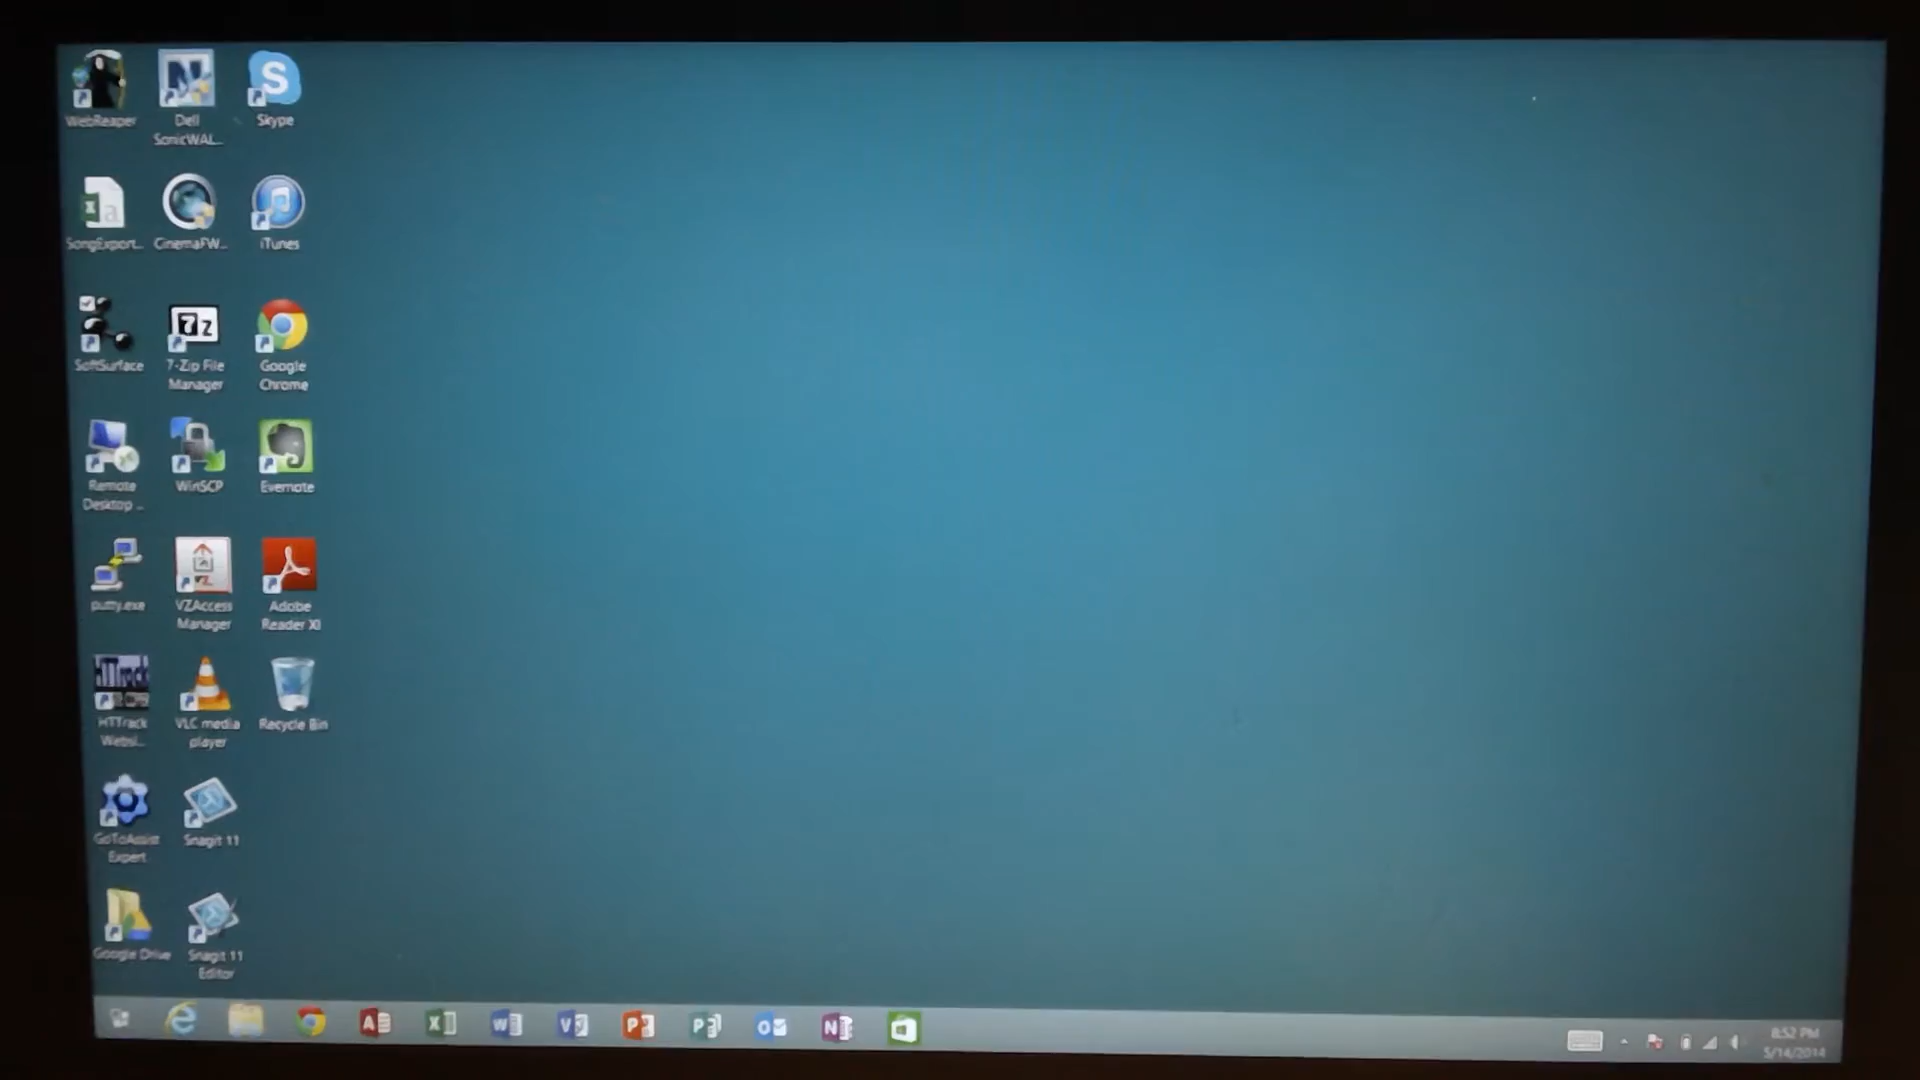 WebReaper
Dell
SonicWAL...
Skype
SongExport...
CinemaFW...
iTunes
SoftSurface
7-Zip File
Manager
Google
Chrome
Remote
Desktop ...
WinSCP
Evernote
putty.exe
VZAccess
Manager
Adobe
Reader XI
HTTrack
Websi...
VLC media
player
Recycle Bin
GoToAssist
Expert
Snagit 11
Google Drive
Snagit 11
Editor
8:52 PM
5/14/2014